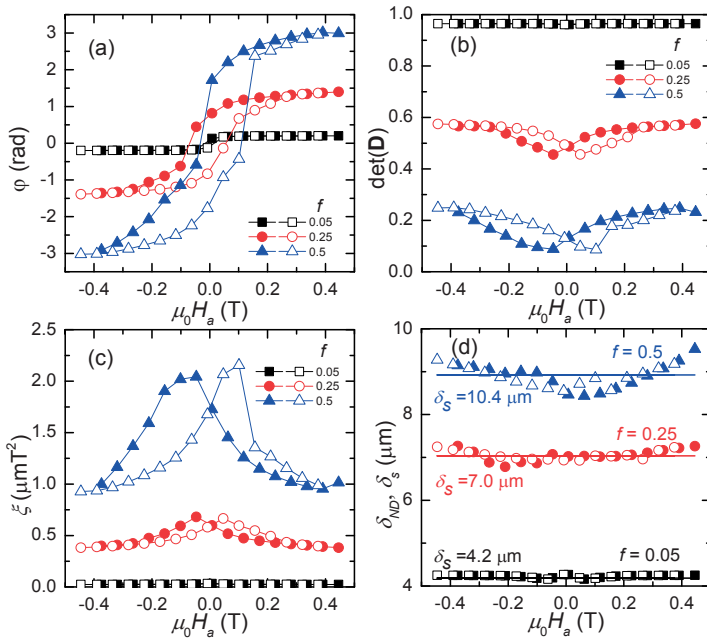 (a)
φ (rad)
3
2
1
0
-1
-2
-3
f
0.05
0.25
0.5
-0.4 -0.2 0.0 0.2 0.4
μ0Ha (T)
(b)
det(D)
1.0
0.8
0.6
0.4
0.2
0.0
f
0.05
0.25
0.5
-0.4 -0.2 0.0 0.2 0.4
μ0Ha (T)
(c)
ξ (μmT²)
2.5
2.0
1.5
1.0
0.5
0.0
f
0.05
0.25
0.5
-0.4 -0.2 0.0 0.2 0.4
μ0Ha (T)
(d)
δND, δs (μm)
10
9
8
7
6
5
4
f = 0.5
δS =10.4 μm
f = 0.25
δS =7.0 μm
δS =4.2 μm
f = 0.05
-0.4 -0.2 0.0 0.2 0.4
μ0Ha (T)